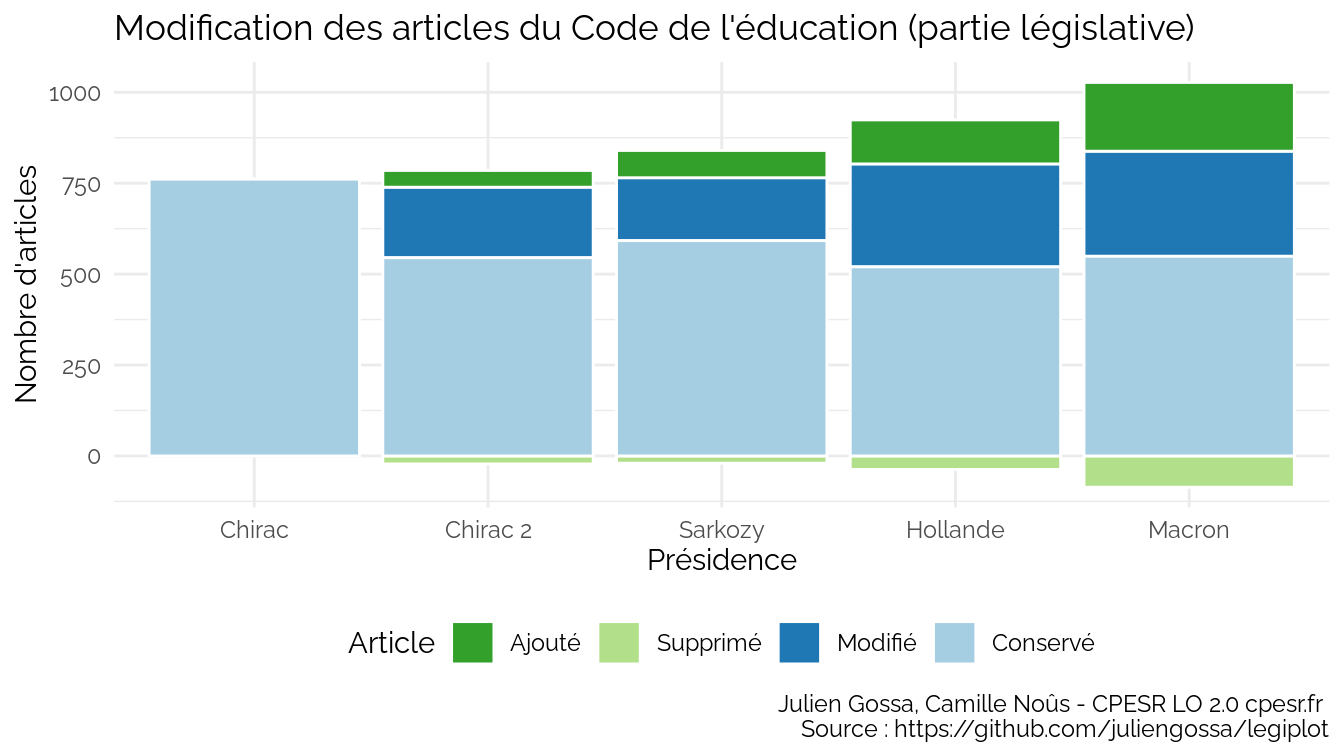 Modification des articles du Code de l'éducation (partie législative)
Nombre d'articles
1000
750
500
250
0
Chirac
Chirac 2
Sarkozy
Hollande
Macron
Présidence
Article
Ajouté
Supprimé
Modifié
Conservé
Julien Gossa, Camille Noûs - CPESR LO 2.0 cpesr.fr
Source : https://github.com/juliengossa/legiplot